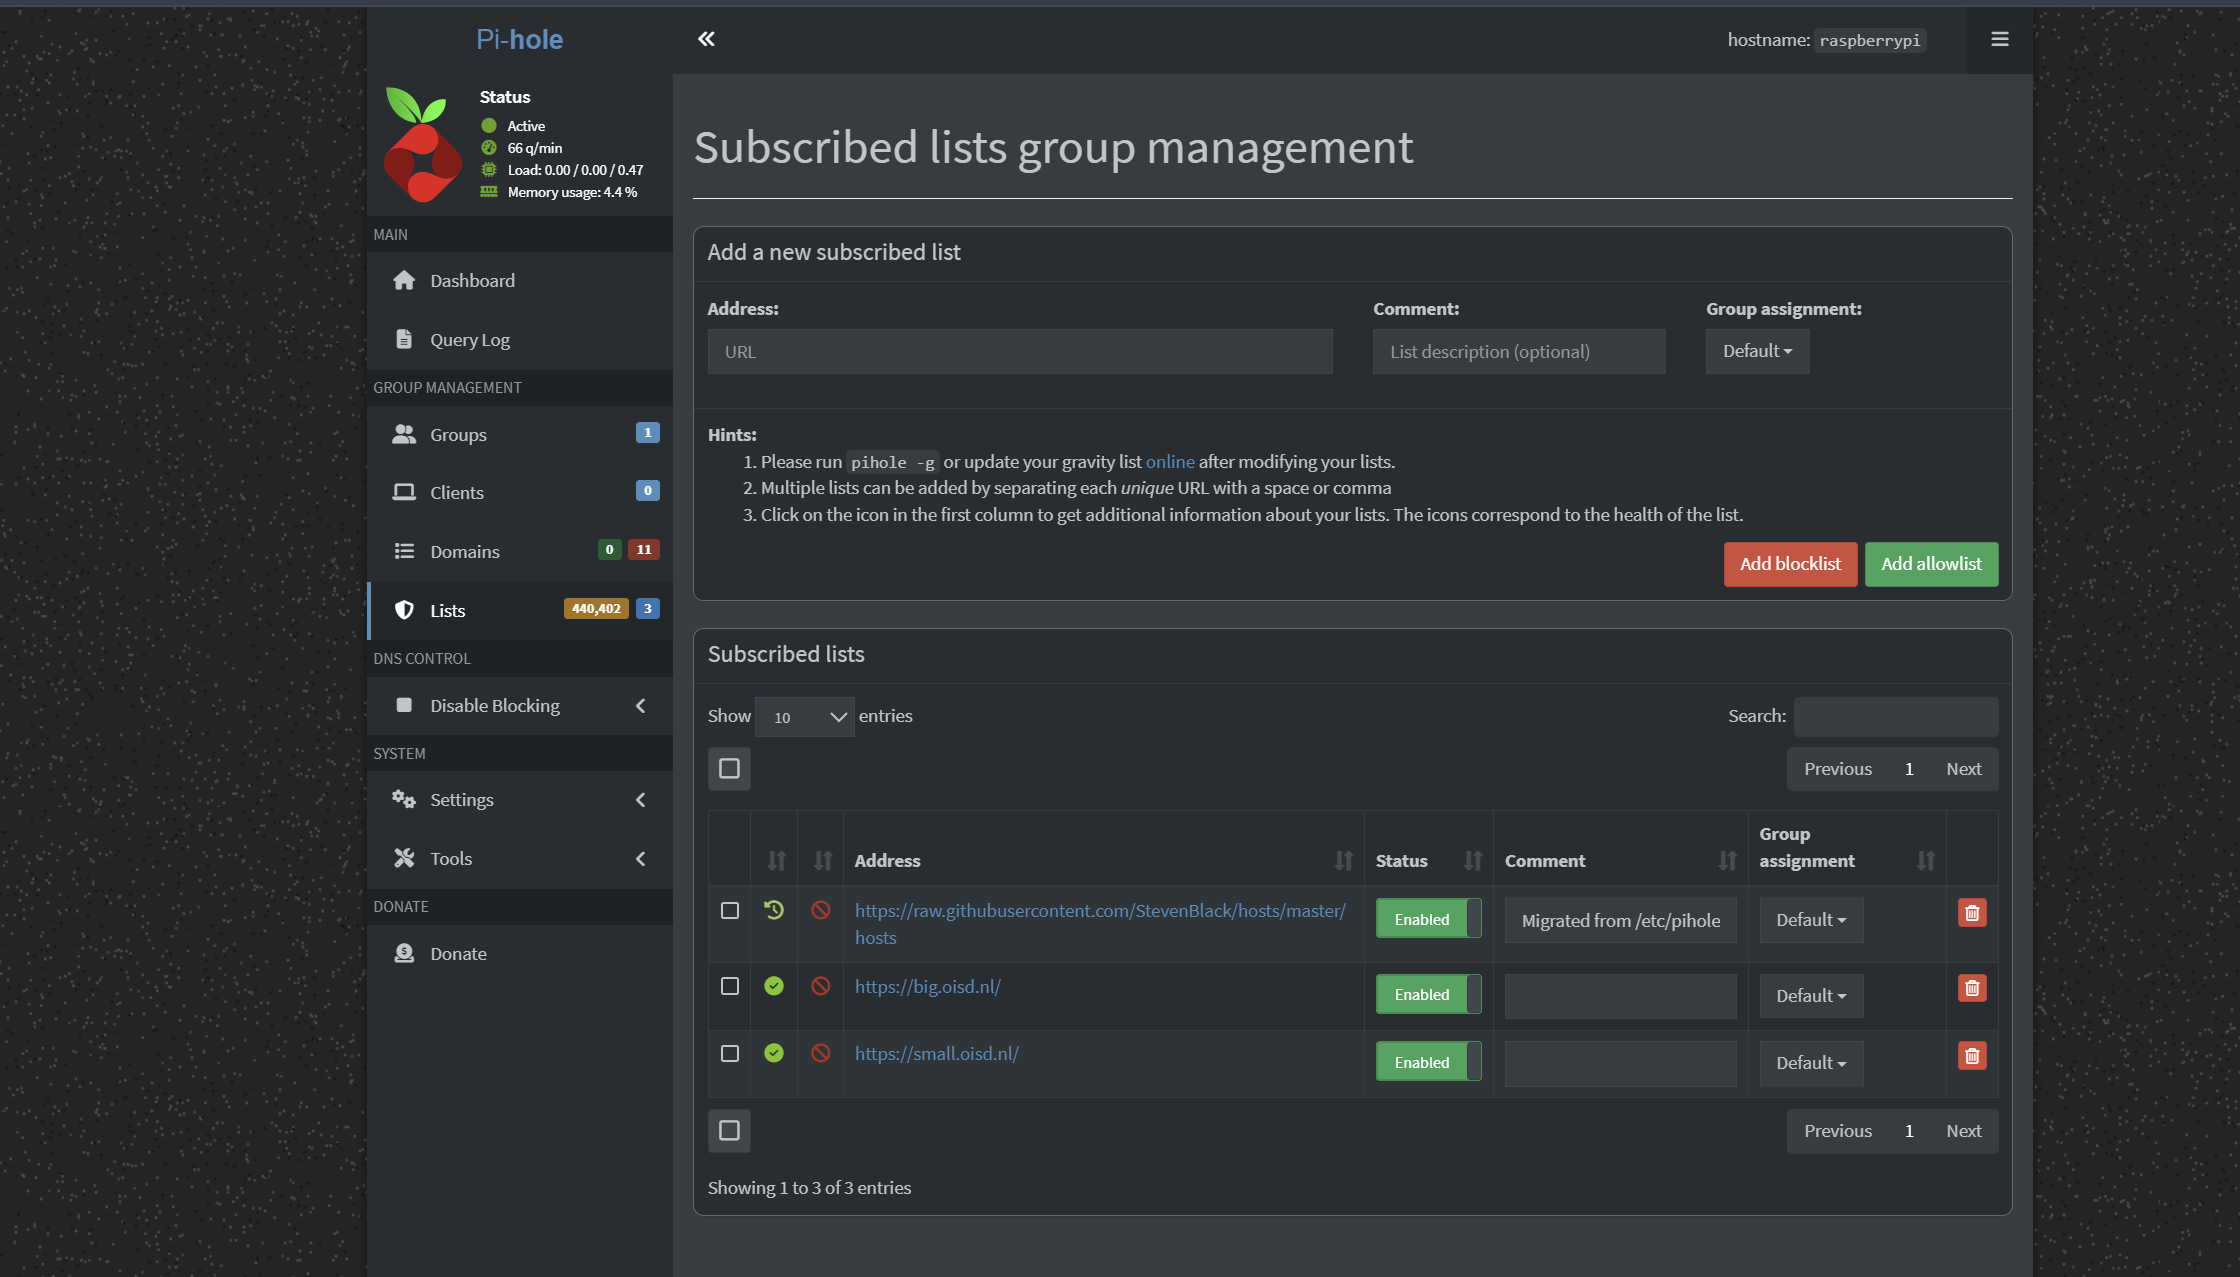 Pi-hole
hostname: raspberrypi
Status
Active
66 q/min
Load: 0.00 / 0.00 / 0.47
Memory usage: 4.4 %
MAIN
Dashboard
Query Log
GROUP MANAGEMENT
Groups 1
Clients 0
Domains 0 11
Lists 440,402 3
DNS CONTROL
Disable Blocking
SYSTEM
Settings
Tools
DONATE
Donate
Subscribed lists group management
Add a new subscribed list
Address: Comment: Group assignment:
URL List description (optional) Default
Hints:
1. Please run pihole -g or update your gravity list online after modifying your lists.
2. Multiple lists can be added by separating each unique URL with a space or comma
3. Click on the icon in the first column to get additional information about your lists. The icons correspond to the health of the list.
Add blocklist Add allowlist
Subscribed lists
Show 10 entries Search:
Previous 1 Next
Address Status Comment Group assignment
https://raw.githubusercontent.com/StevenBlack/hosts/master/ Enabled Migrated from /etc/pihole Default
hosts
https://big.oisd.nl/ Enabled Default
https://small.oisd.nl/ Enabled Default
Previous 1 Next
Showing 1 to 3 of 3 entries